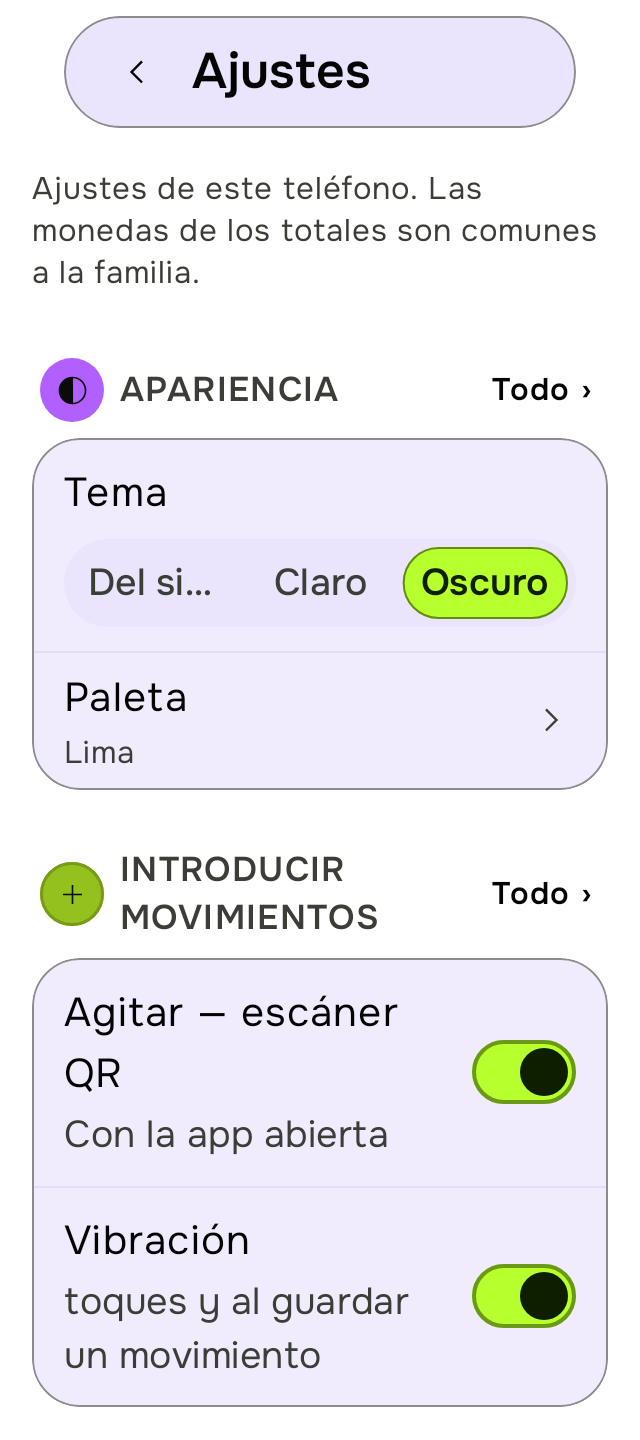 Ajustes
Ajustes de este teléfono. Las
monedas de los totales son comunes
a la familia.
APARIENCIA
Todo ›
Tema
Del si...
Claro
Oscuro
Paleta
Lima
INTRODUCIR
MOVIMIENTOS
Todo ›
Agitar — escáner
QR
Con la app abierta
Vibración
toques y al guardar
un movimiento